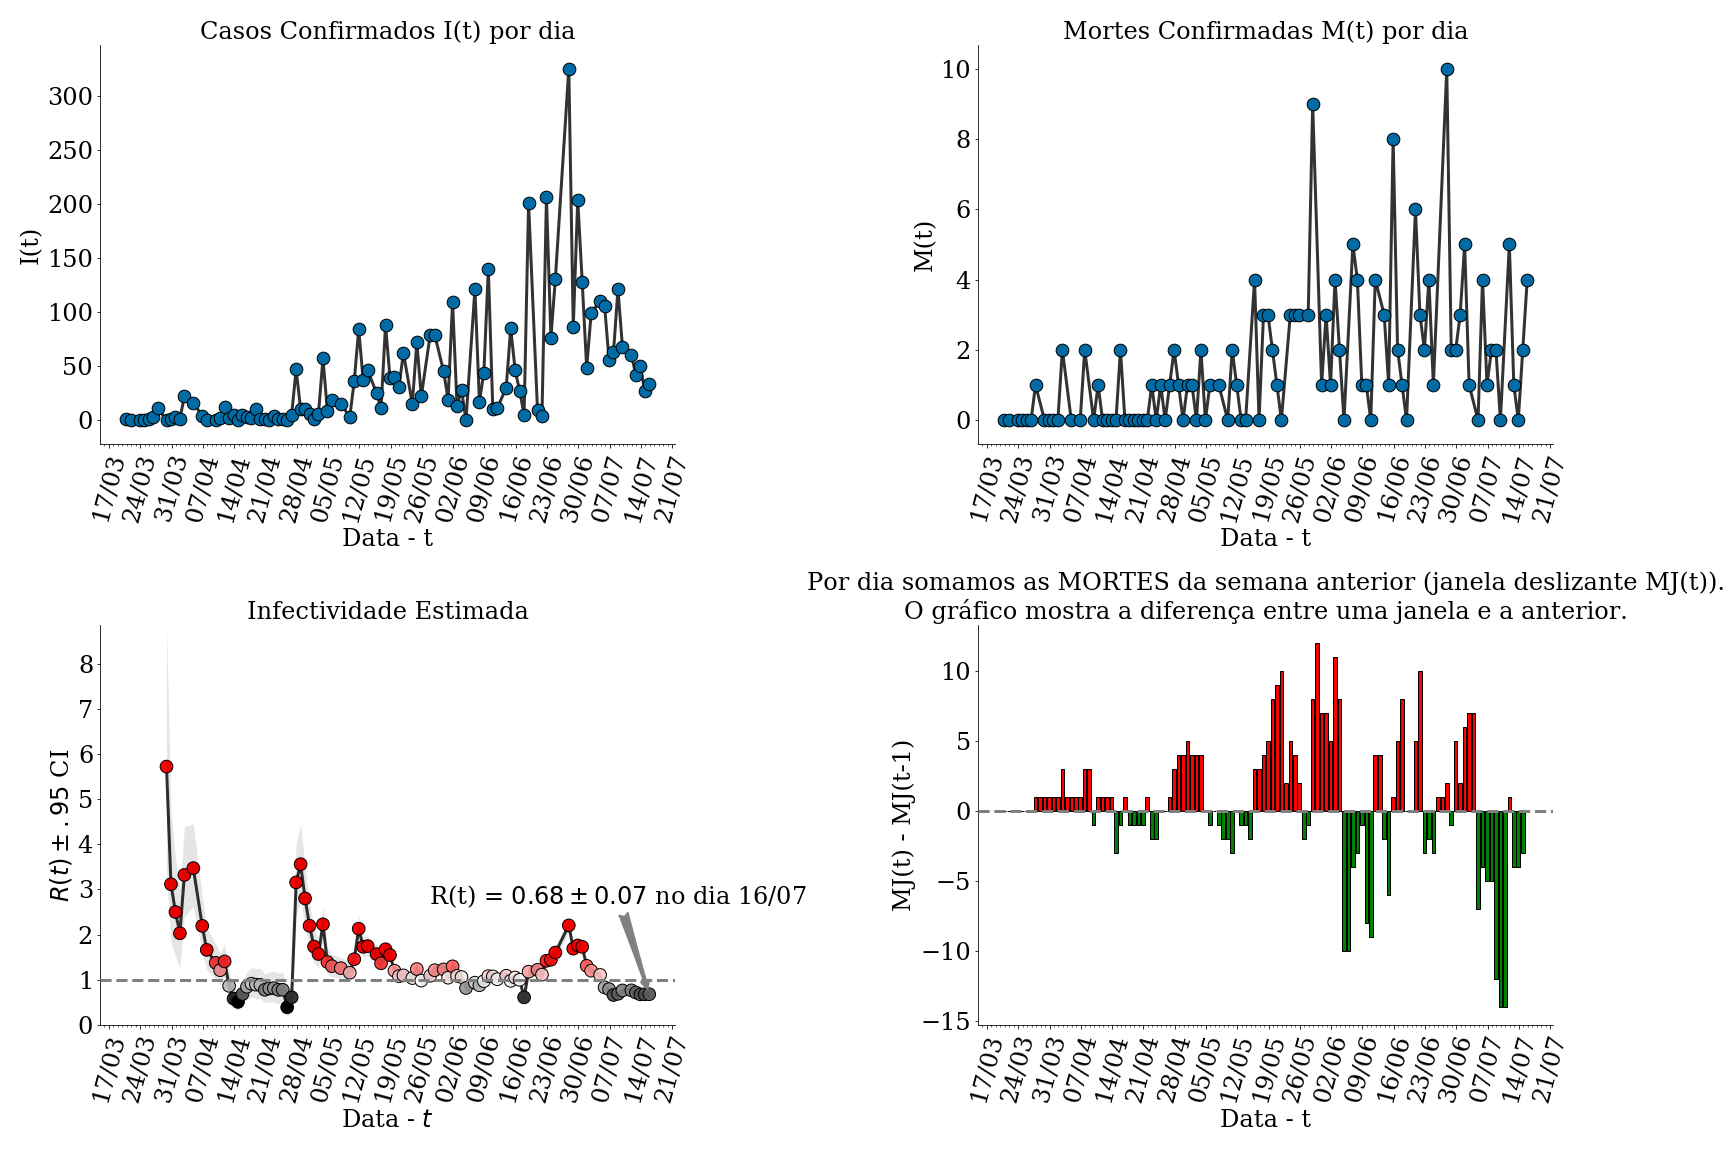 Casos Confirmados I(t) por dia
I(t)
300
250
200
150
100
50
0
17/03 24/03 31/03 07/04 14/04 21/04 28/04 05/05 12/05 19/05 26/05 02/06 09/06 16/06 23/06 30/06 07/07 14/07 21/07
Data - t
Mortes Confirmadas M(t) por dia
M(t)
10
8
6
4
2
0
17/03 24/03 31/03 07/04 14/04 21/04 28/04 05/05 12/05 19/05 26/05 02/06 09/06 16/06 23/06 30/06 07/07 14/07 21/07
Data - t
Infectividade Estimada
R(t) ± .95 CI
8
7
6
5
4
3
2
1
0
R(t) = 0.68 ± 0.07 no dia 16/07
17/03 24/03 31/03 07/04 14/04 21/04 28/04 05/05 12/05 19/05 26/05 02/06 09/06 16/06 23/06 30/06 07/07 14/07 21/07
Data - t
Por dia somamos as MORTES da semana anterior (janela deslizante MJ(t)).
O gráfico mostra a diferença entre uma janela e a anterior.
MJ(t) - MJ(t-1)
10
5
0
−5
−10
−15
17/03 24/03 31/03 07/04 14/04 21/04 28/04 05/05 12/05 19/05 26/05 02/06 09/06 16/06 23/06 30/06 07/07 14/07 21/07
Data - t